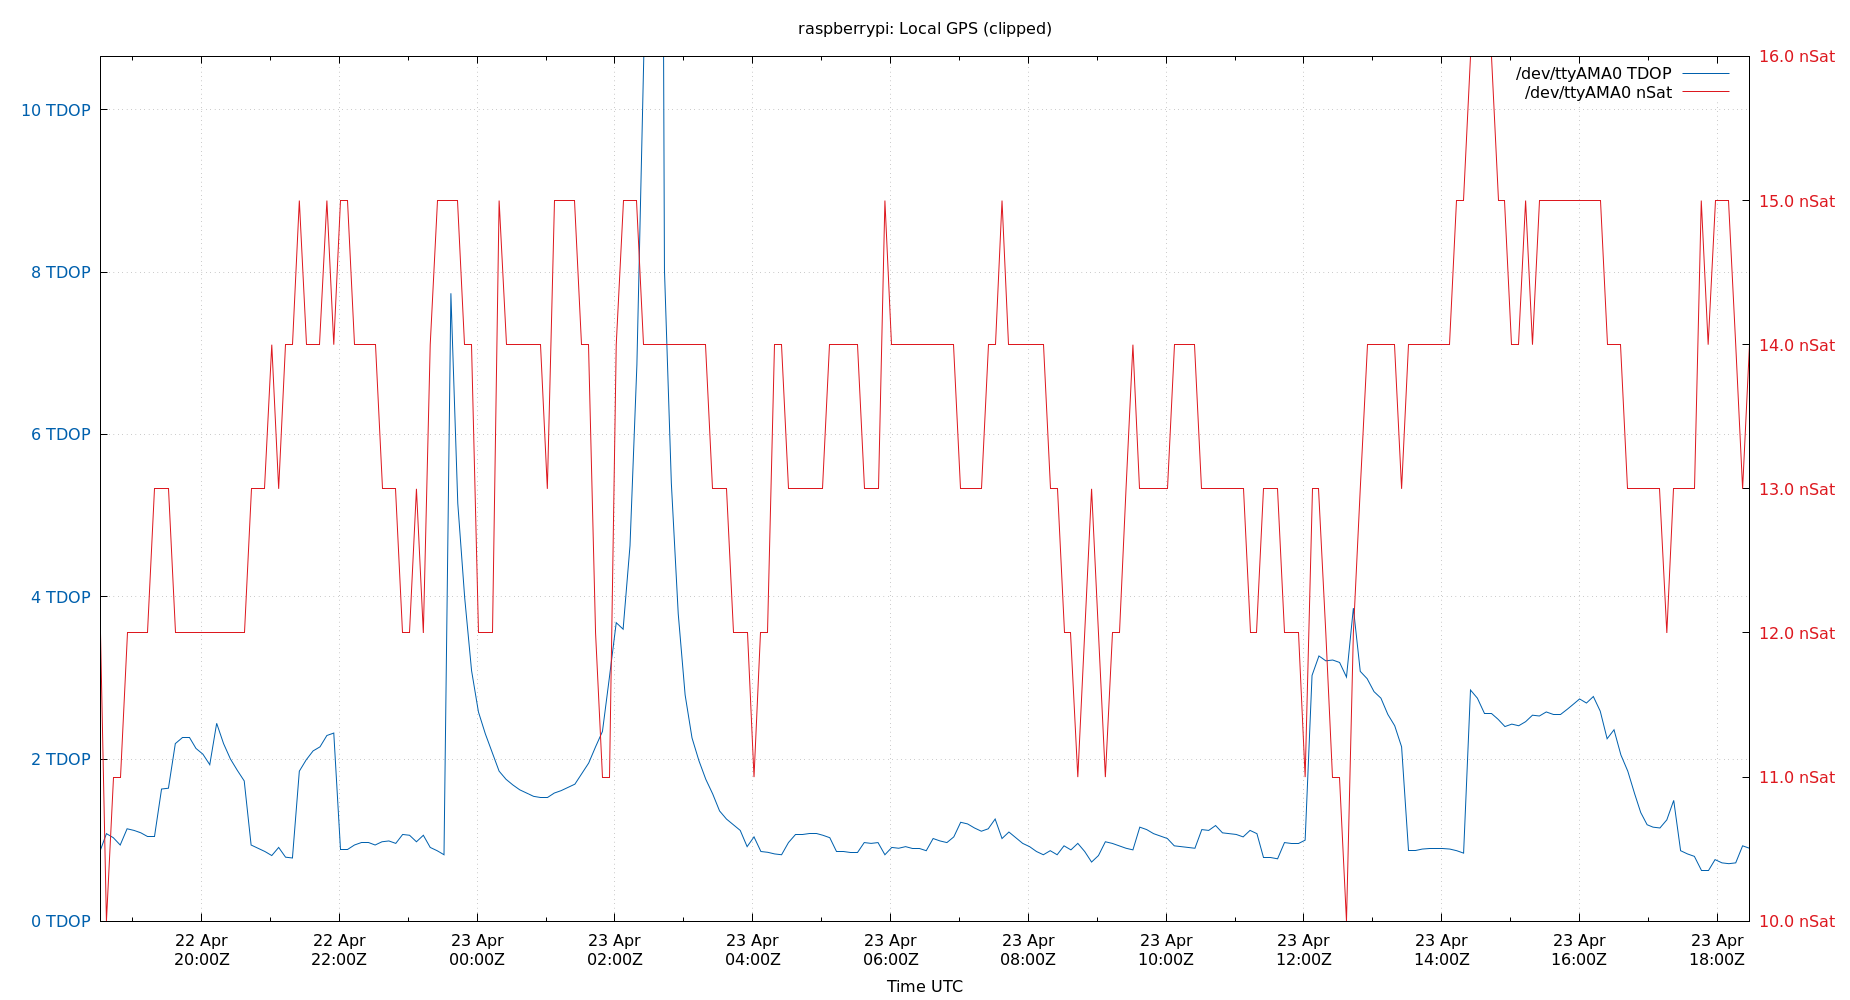 raspberrypi: Local GPS (clipped)
/dev/ttyAMA0 TDOP
/dev/ttyAMA0 nSat
10 TDOP
8 TDOP
6 TDOP
4 TDOP
2 TDOP
0 TDOP
16.0 nSat
15.0 nSat
14.0 nSat
13.0 nSat
12.0 nSat
11.0 nSat
10.0 nSat
22 Apr
20:00Z
22 Apr
22:00Z
23 Apr
00:00Z
23 Apr
02:00Z
23 Apr
04:00Z
23 Apr
06:00Z
23 Apr
08:00Z
23 Apr
10:00Z
23 Apr
12:00Z
23 Apr
14:00Z
23 Apr
16:00Z
23 Apr
18:00Z
Time UTC